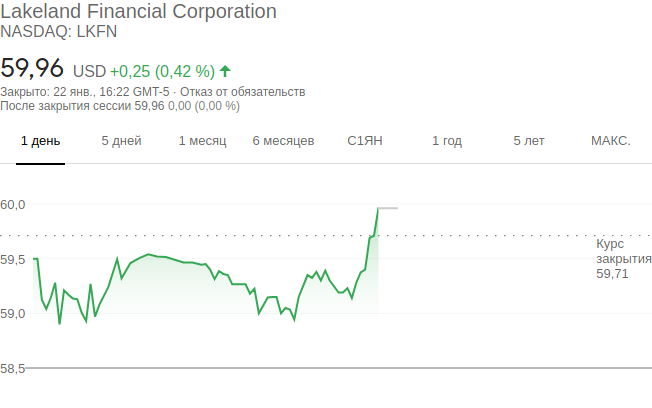 Lakeland Financial Corporation
NASDAQ: LKFN
59,96 USD +0,25 (0,42 %)
Закрыто: 22 янв., 16:22 GMT-5 · Отказ от обязательств
После закрытия сессии 59,96 0,00 (0,00 %)
1 день 5 дней 1 месяц 6 месяцев С1ЯН 1 год 5 лет МАКС.
60,0
59,5
59,0
58,5
Курс
закрытия
59,71